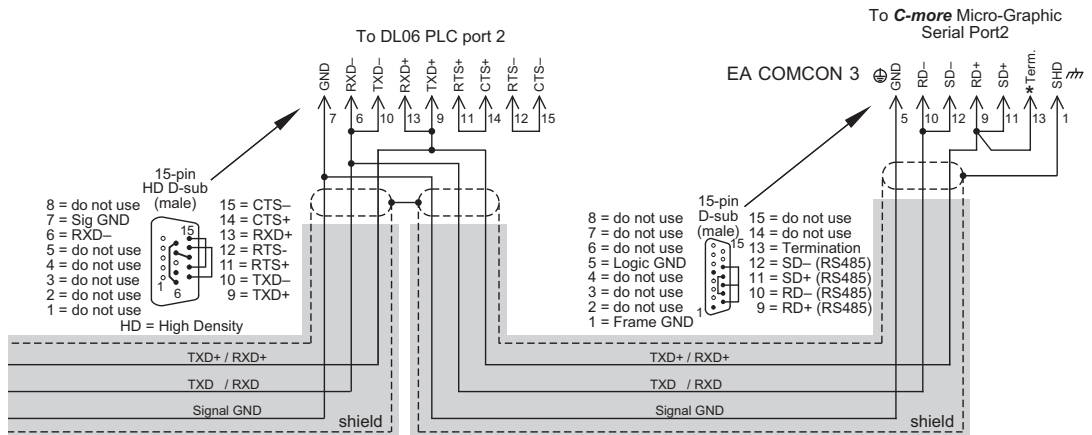 To C-more Micro-Graphic
Serial Port2
To DL06 PLC port 2
EA COMCON 3
GND
RXD–
TXD–
RXD+
TXD+
RTS+
CTS+
RTS–
CTS–
7
6
10
13
9
11
14
12
15
GND
RD–
SD–
RD+
SD+
*Term.
SHD
5
10
12
9
11
13
1
15-pin
HD D-sub
(male)
8 = do not use
7 = Sig GND
6 = RXD–
5 = do not use
4 = do not use
3 = do not use
2 = do not use
1 = do not use
15
1
6
15 = CTS–
14 = CTS+
13 = RXD+
12 = RTS-
11 = RTS+
10 = TXD–
9 = TXD+
HD = High Density
15-pin
D-sub
(male)
8 = do not use
7 = do not use
6 = do not use
5 = Logic GND
4 = do not use
3 = do not use
2 = do not use
1 = Frame GND
15
1
15 = do not use
14 = do not use
13 = Termination
12 = SD– (RS485)
11 = SD+ (RS485)
10 = RD– (RS485)
9 = RD+ (RS485)
TXD+ / RXD+
TXD / RXD
Signal GND
shield
TXD+ / RXD+
TXD / RXD
Signal GND
shield